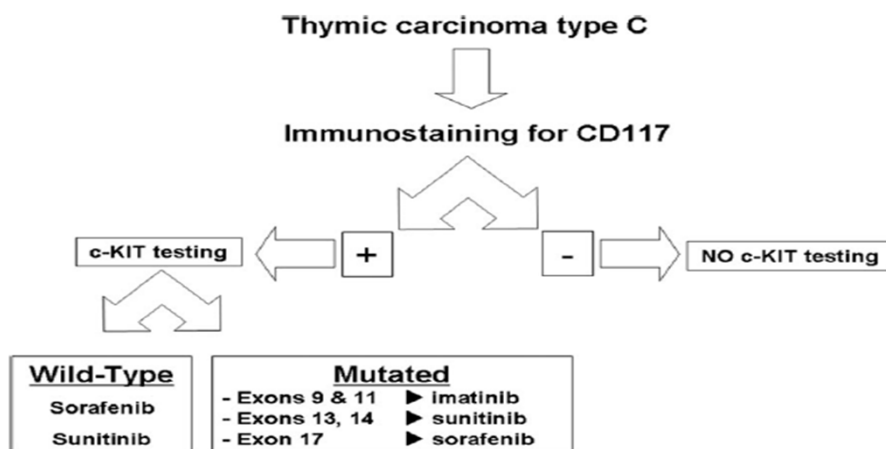 Thymic carcinoma type C
Immunostaining for CD117
c-KIT testing
+
-
NO c-KIT testing
Wild-Type
Sorafenib
Sunitinib
Mutated
- Exons 9 & 11 ► imatinib
- Exons 13, 14 ► sunitinib
- Exon 17 ► sorafenib